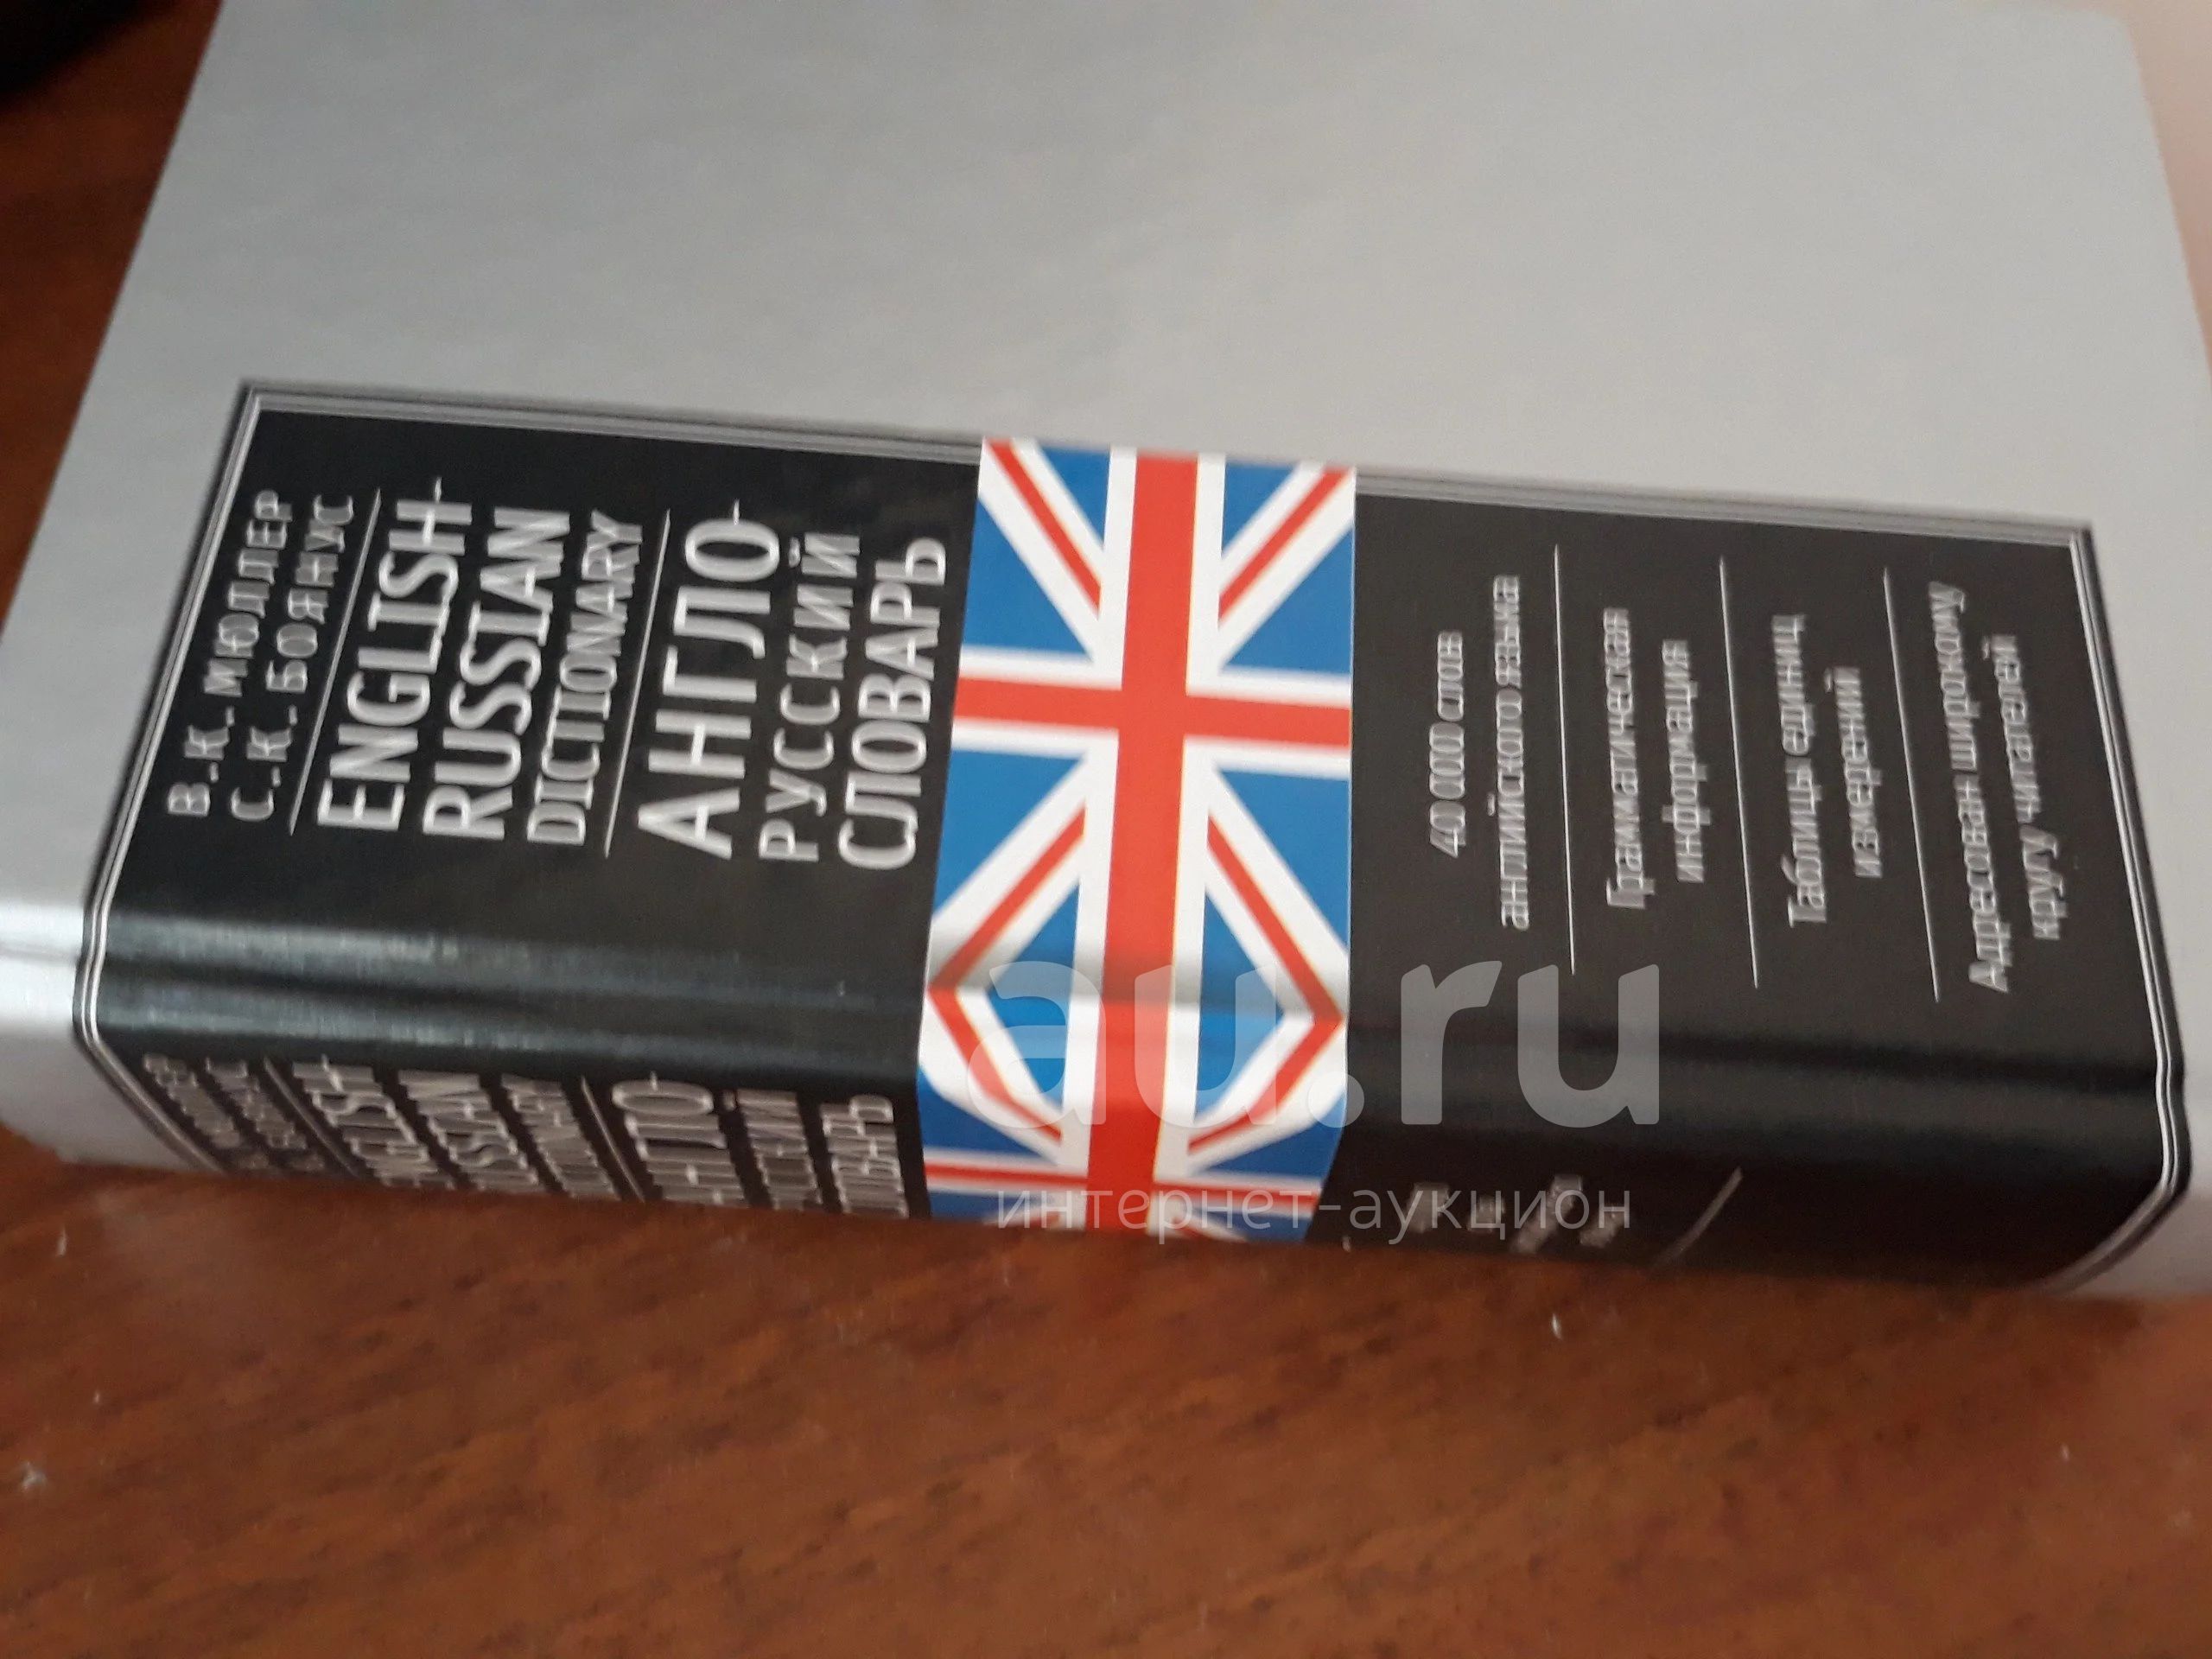 В. К. МЮЛЛЕР
С. К. БОЯНУС
ENGLISH-
RUSSIAN
DICTIONARY
АНГЛО-
РУССКИЙ
СЛОВАРЬ
40 000 слов
английского языка
Грамматическая
информация
Таблицы единиц
измерений
Адресован широкому
кругу читателей
ENGLISH-
au.ru
интернет-аукцион